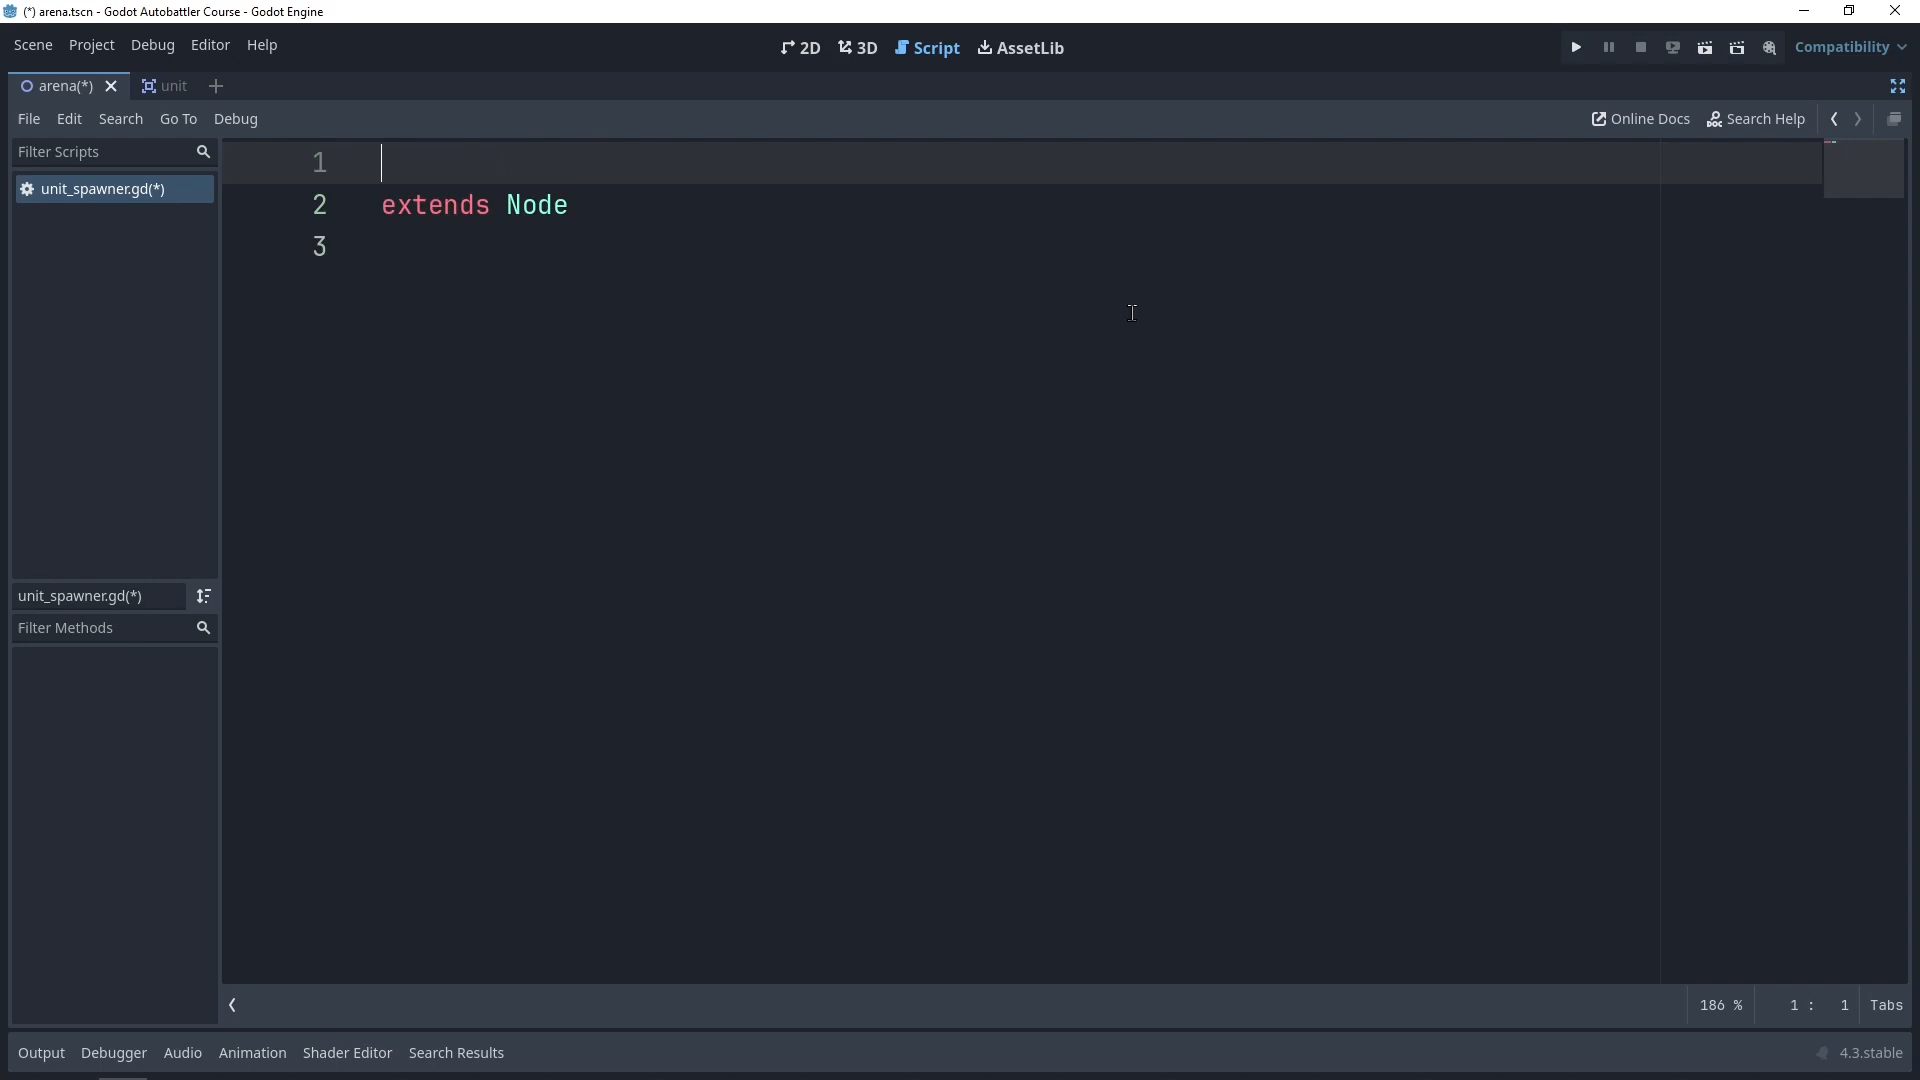 (*) arena.tscn - Godot Autobattler Course - Godot Engine
Scene Project Debug Editor Help
2D 3D Script AssetLib
Compatibility
arena(*) unit
File Edit Search Go To Debug
Online Docs Search Help
Filter Scripts
unit_spawner.gd(*)
1
2 extends Node
3
unit_spawner.gd(*)
Filter Methods
186 % 1 : 1 Tabs
Output Debugger Audio Animation Shader Editor Search Results
4.3.stable